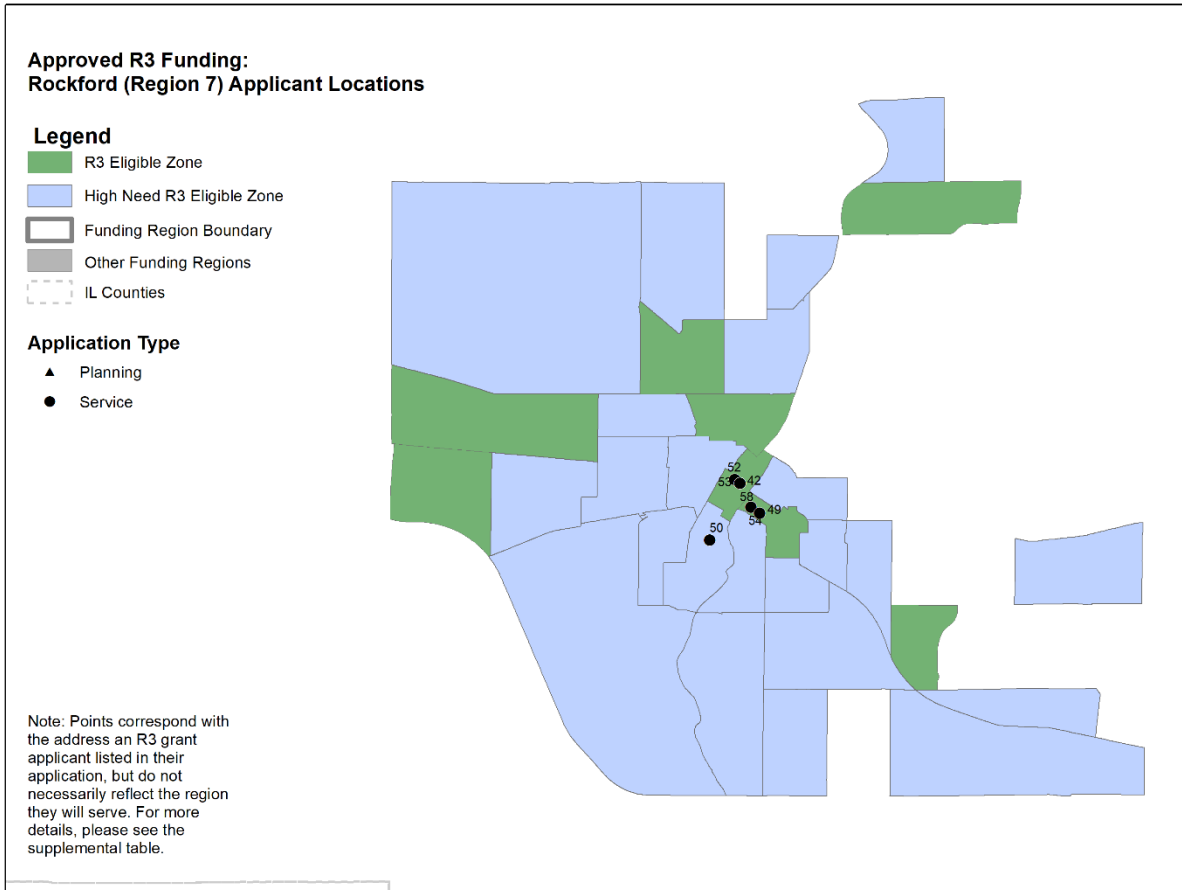 Approved R3 Funding:
Rockford (Region 7) Applicant Locations
Legend
R3 Eligible Zone
High Need R3 Eligible Zone
Funding Region Boundary
Other Funding Regions
IL Counties
Application Type
Planning
Service
52
53 42
58
49
54
50
Note: Points correspond with
the address an R3 grant
applicant listed in their
application, but do not
necessarily reflect the region
they will serve. For more
details, please see the
supplemental table.